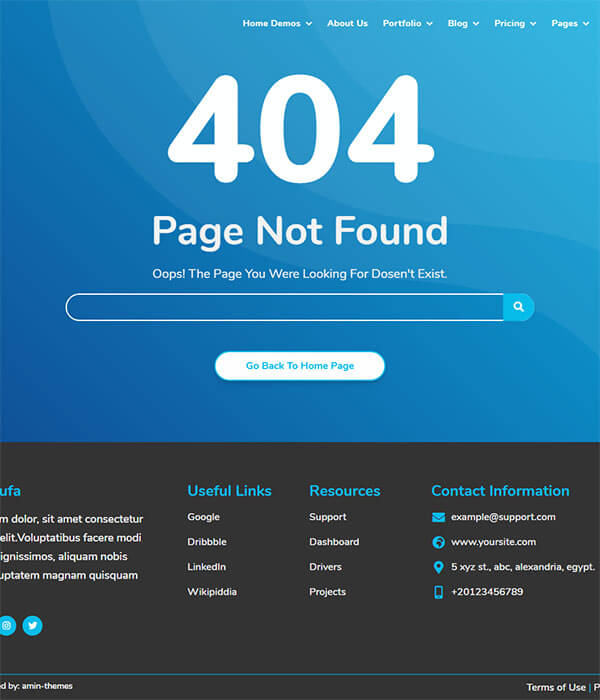 Home Demos About Us Portfolio Blog Pricing Pages
404
Page Not Found
Oops! The Page You Were Looking For Dosen't Exist.
Go Back To Home Page
ufa
m dolor, sit amet consectetur
elit.Voluptatibus facere modi
ignissimos, aliquam nobis
uptatem magnam quisquam
Useful Links
Google
Dribbble
LinkedIn
Wikipiddia
Resources
Support
Dashboard
Drivers
Projects
Contact Information
example@support.com
www.yoursite.com
5 xyz st., abc, alexandria, egypt.
+20123456789
ed by: amin-themes
Terms of Use | P